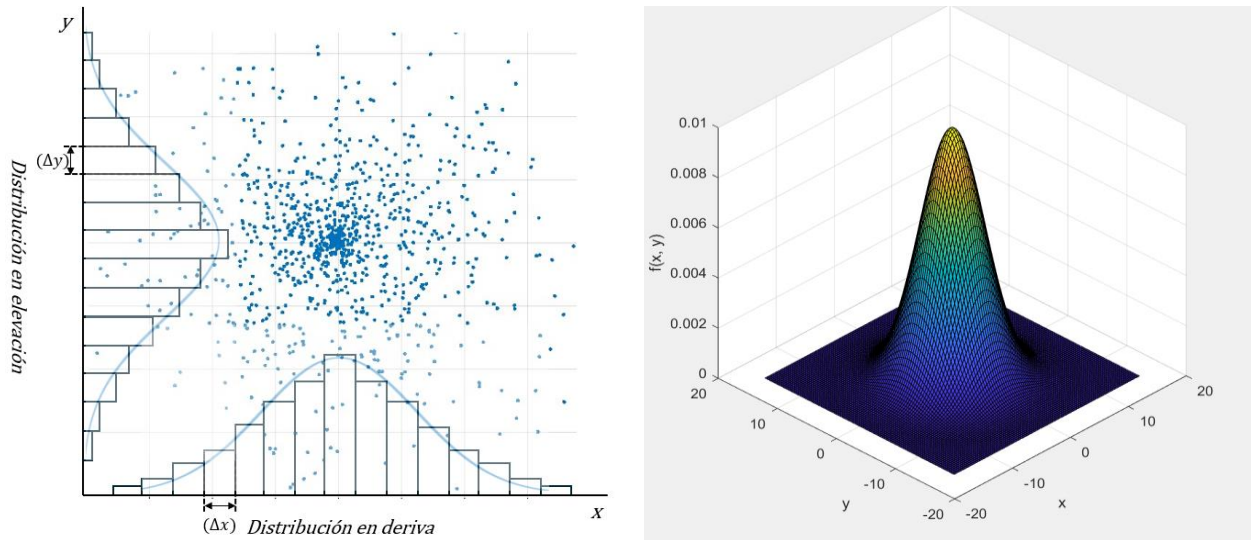 y
(Δy)
Distribución en elevación
(Δx)
Distribución en deriva
x
0.01
0.008
0.006
0.004
0.002
0
f(x, y)
20
10
0
-10
-20
y
-20
-10
0
10
20
x